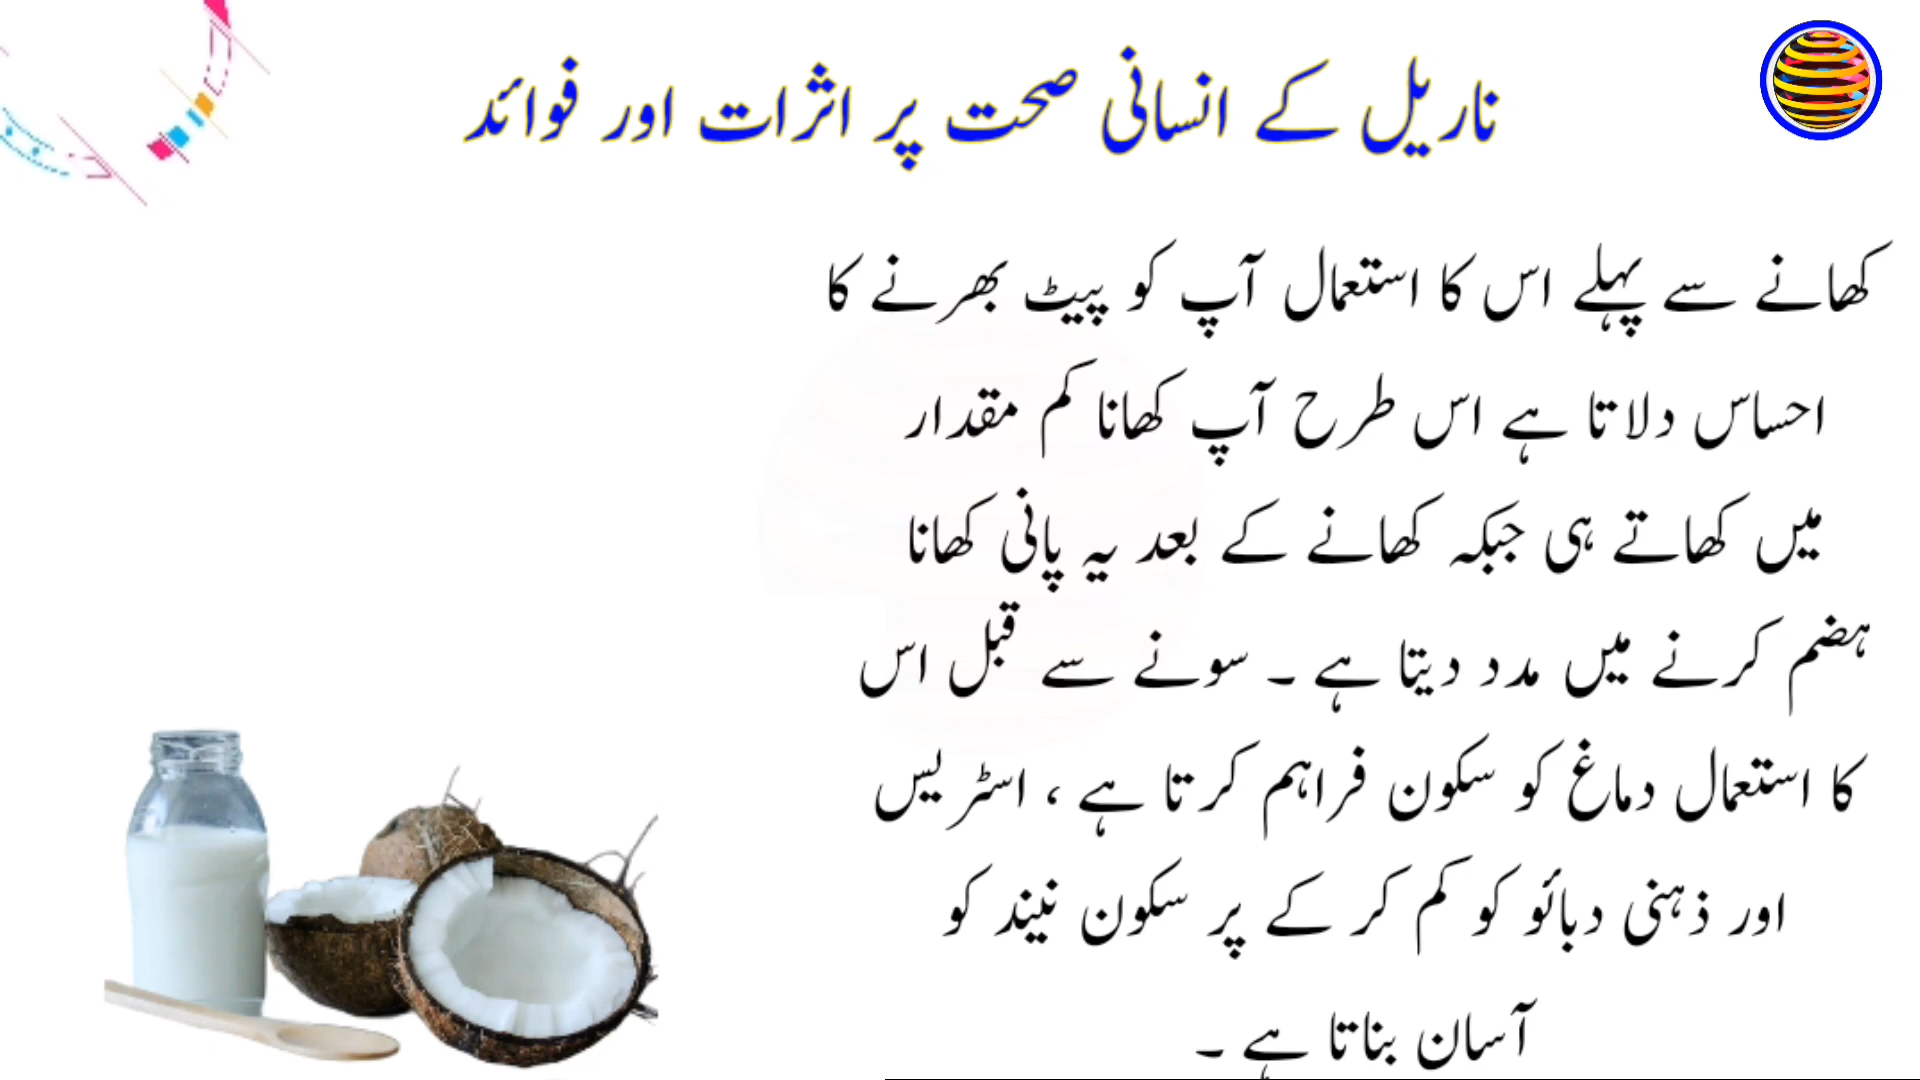 ناریل کے انسانی صحت پر اثرات اور فوائد
کھانے سے پہلے اس کا استعمال آپ کو پیٹ بھرنے کا
احساس دلاتا ہے اس طرح آپ کھانا کم مقدار
میں کھاتے ہی جبکہ کھانے کے بعد یہ پانی کھانا
ہضم کرنے میں مدد دیتا ہے ۔ سونے سے قبل اس
کا استعمال دماغ کو سکون فراہم کرتا ہے ، اسٹریس
اور ذہنی دبائو کو کم کر کے پر سکون نیند کو
آسان بناتا ہے ۔